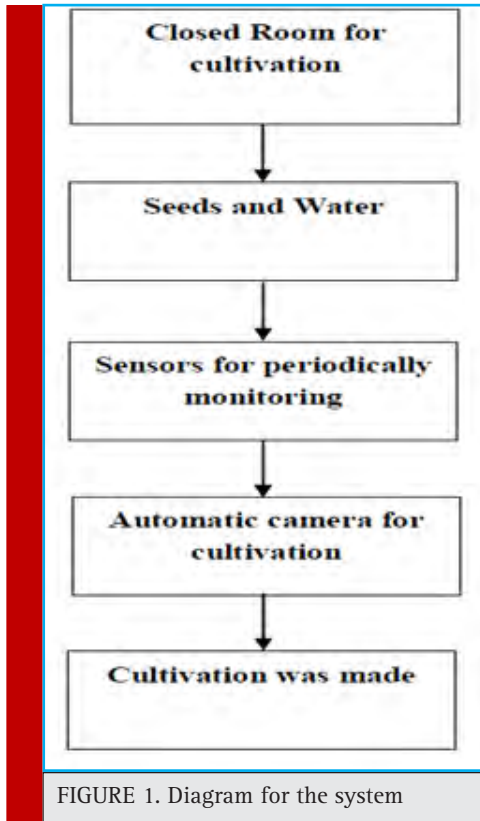 Closed Room for
cultivation
Seeds and Water
Sensors for periodically
monitoring
Automatic camera for
cultivation
Cultivation was made
FIGURE 1. Diagram for the system